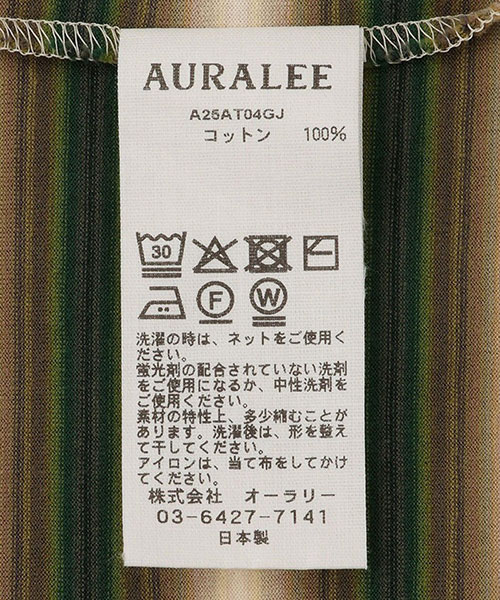 AURALEE
A25AT04GJ
コットン 100%
30
F W
洗濯の時は、ネットをご使用く
ださい。
蛍光剤の配合されていない洗剤
をご使用になるか、中性洗剤を
ご使用ください。
素材の特性上、多少縮むことが
あります。洗濯後は、形を整え
て干してください。
アイロンは、当て布をしてかけ
てください。
株式会社 オーラリー
03-6427-7141
日本製